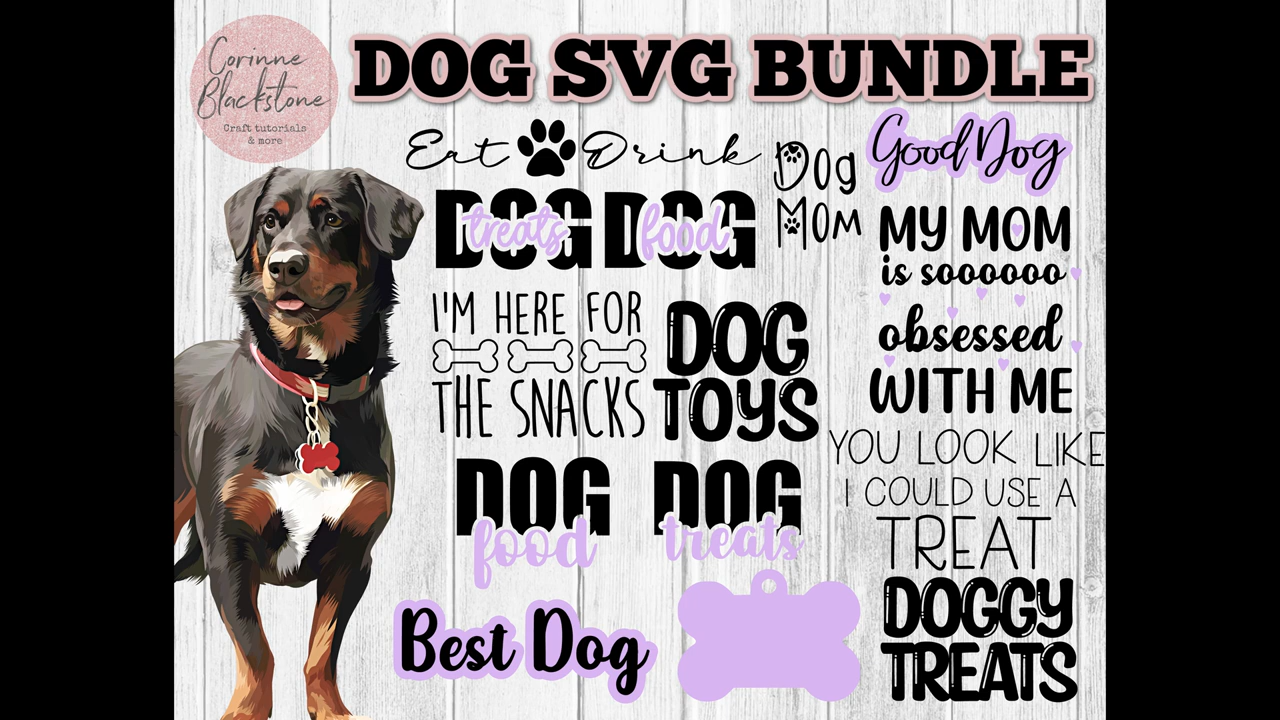 Corinne
Blackstone
Craft tutorials
& more
DOG SVG BUNDLE
Eat Drink
DOG treats
DOG food
Dog
Mom
Good Dog
MY MOM
is soooooo
obsessed
WITH ME
I'M HERE FOR
THE SNACKS
DOG
TOYS
YOU LOOK LIKE
I COULD USE A
TREAT
DOG
food
DOG
treats
Best Dog
DOGGY
TREATS